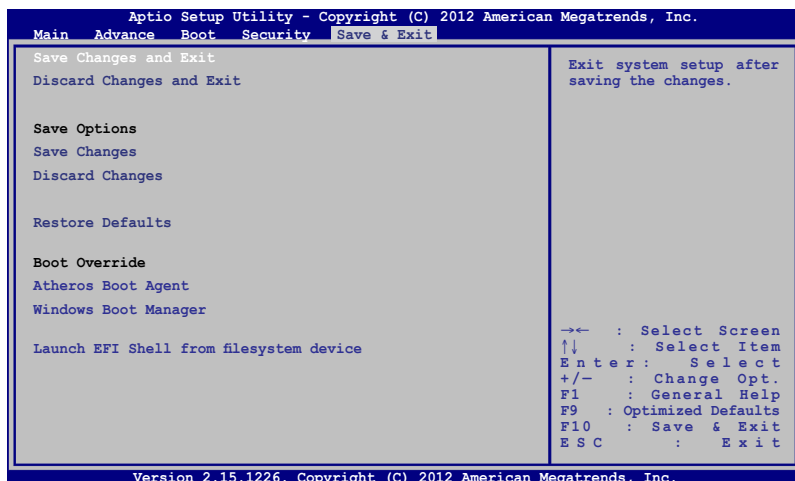 Aptio Setup Utility - Copyright (C) 2012 American Megatrends, Inc.
Main Advance Boot Security Save & Exit
Save Changes and Exit
Discard Changes and Exit
Save Options
Save Changes
Discard Changes
Restore Defaults
Boot Override
Atheros Boot Agent
Windows Boot Manager
Launch EFI Shell from filesystem device
Exit system setup after
saving the changes.
→← : Select Screen
↑↓ : Select Item
Enter: Select
+/— : Change Opt.
F1 : General Help
F9 : Optimized Defaults
F10 : Save & Exit
ESC : Exit
Version 2.15.1226. Copyright (C) 2012 American Megatrends, Inc.